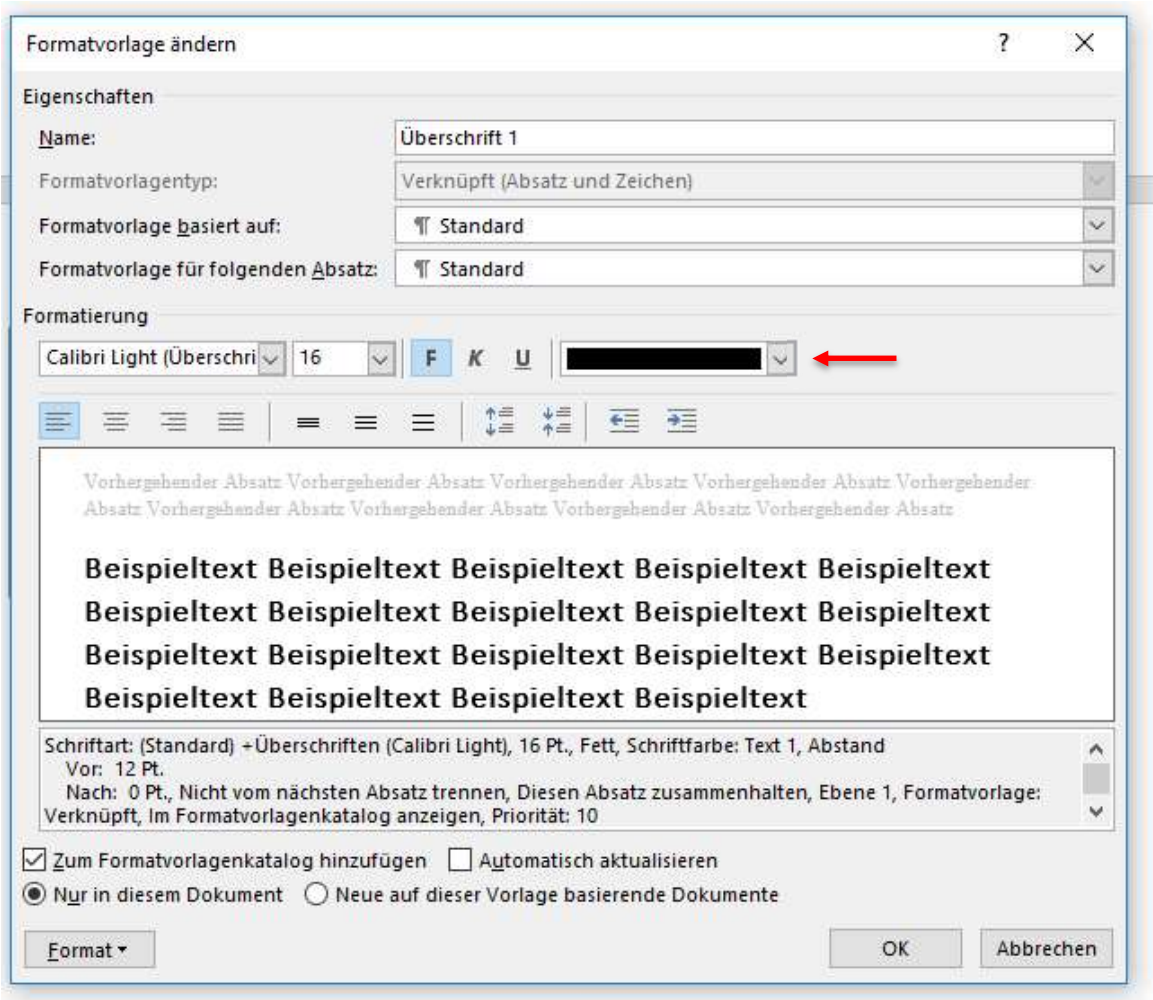 Formatvorlage ändern ?
Eigenschaften
Name: Überschrift 1
Formatvorlagentyp: Verknüpft (Absatz und Zeichen)
Formatvorlage basiert auf: ¶ Standard
Formatvorlage für folgenden Absatz: ¶ Standard
Formatierung
Calibri Light (Überschri 16 F K U
Vorhergehender Absatz Vorhergehender Absatz Vorhergehender Absatz Vorhergehender Absatz Vorhergehender
Absatz Vorhergehender Absatz Vorhergehender Absatz Vorhergehender Absatz Vorhergehender Absatz
Beispieltext Beispieltext Beispieltext Beispieltext Beispieltext
Beispieltext Beispieltext Beispieltext Beispieltext Beispieltext
Beispieltext Beispieltext Beispieltext Beispieltext Beispieltext
Beispieltext Beispieltext Beispieltext Beispieltext
Schriftart: (Standard) +Überschriften (Calibri Light), 16 Pt., Fett, Schriftfarbe: Text 1, Abstand
Vor: 12 Pt.
Nach: 0 Pt., Nicht vom nächsten Absatz trennen, Diesen Absatz zusammenhalten, Ebene 1, Formatvorlage:
Verknüpft, Im Formatvorlagenkatalog anzeigen, Priorität: 10
Zum Formatvorlagenkatalog hinzufügen Automatisch aktualisieren
Nur in diesem Dokument Neue auf dieser Vorlage basierende Dokumente
Format OK Abbrechen